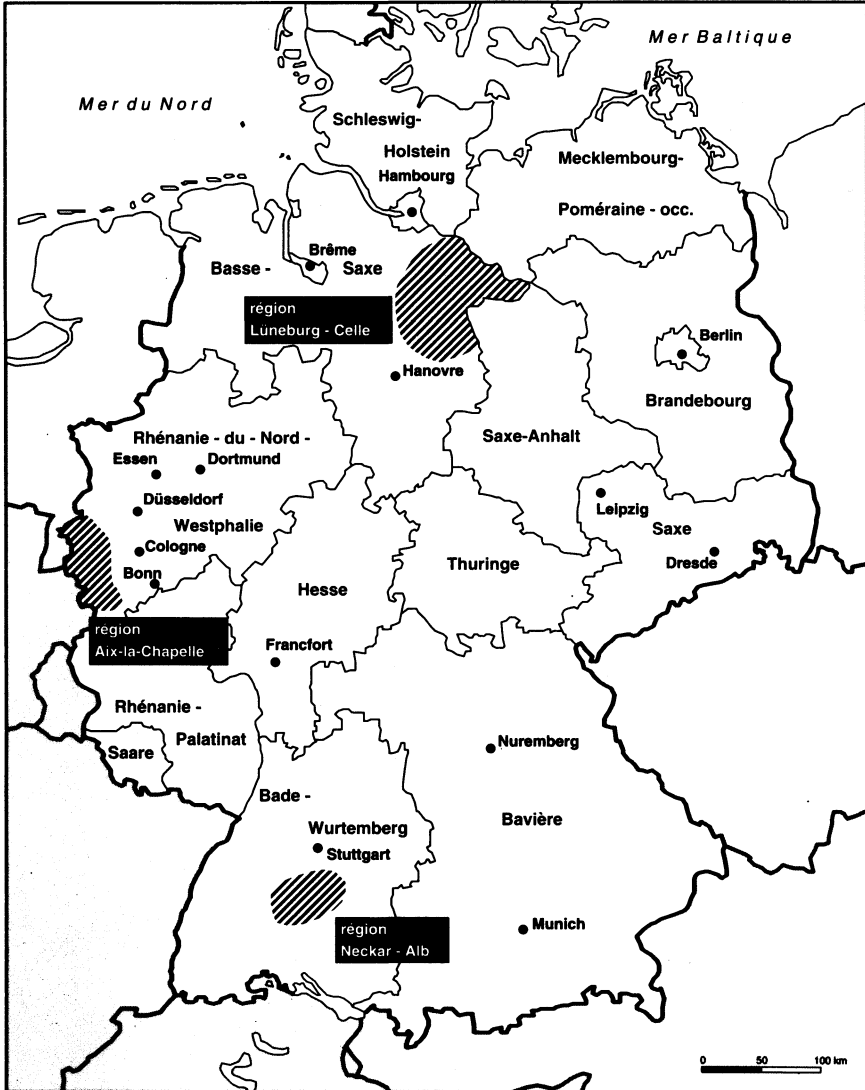 Mer Baltique
Mer du Nord
Schleswig-
Holstein
Hambourg
Mecklembourg-
Poméraine - occ.
Brême
Basse - Saxe
région
Lüneburg - Celle
Berlin
Hanovre
Brandebourg
Rhénanie - du - Nord -
Saxe-Anhalt
Essen
Dortmund
Düsseldorf
Westphalie
Leipzig
Saxe
Cologne
Bonn
Thuringe
Dresde
Hesse
région
Aix-la-Chapelle
Francfort
Rhénanie -
Palatinat
Saare
Nuremberg
Bade -
Wurtemberg
Bavière
Stuttgart
région
Neckar - Alb
Munich
0 50 100 km